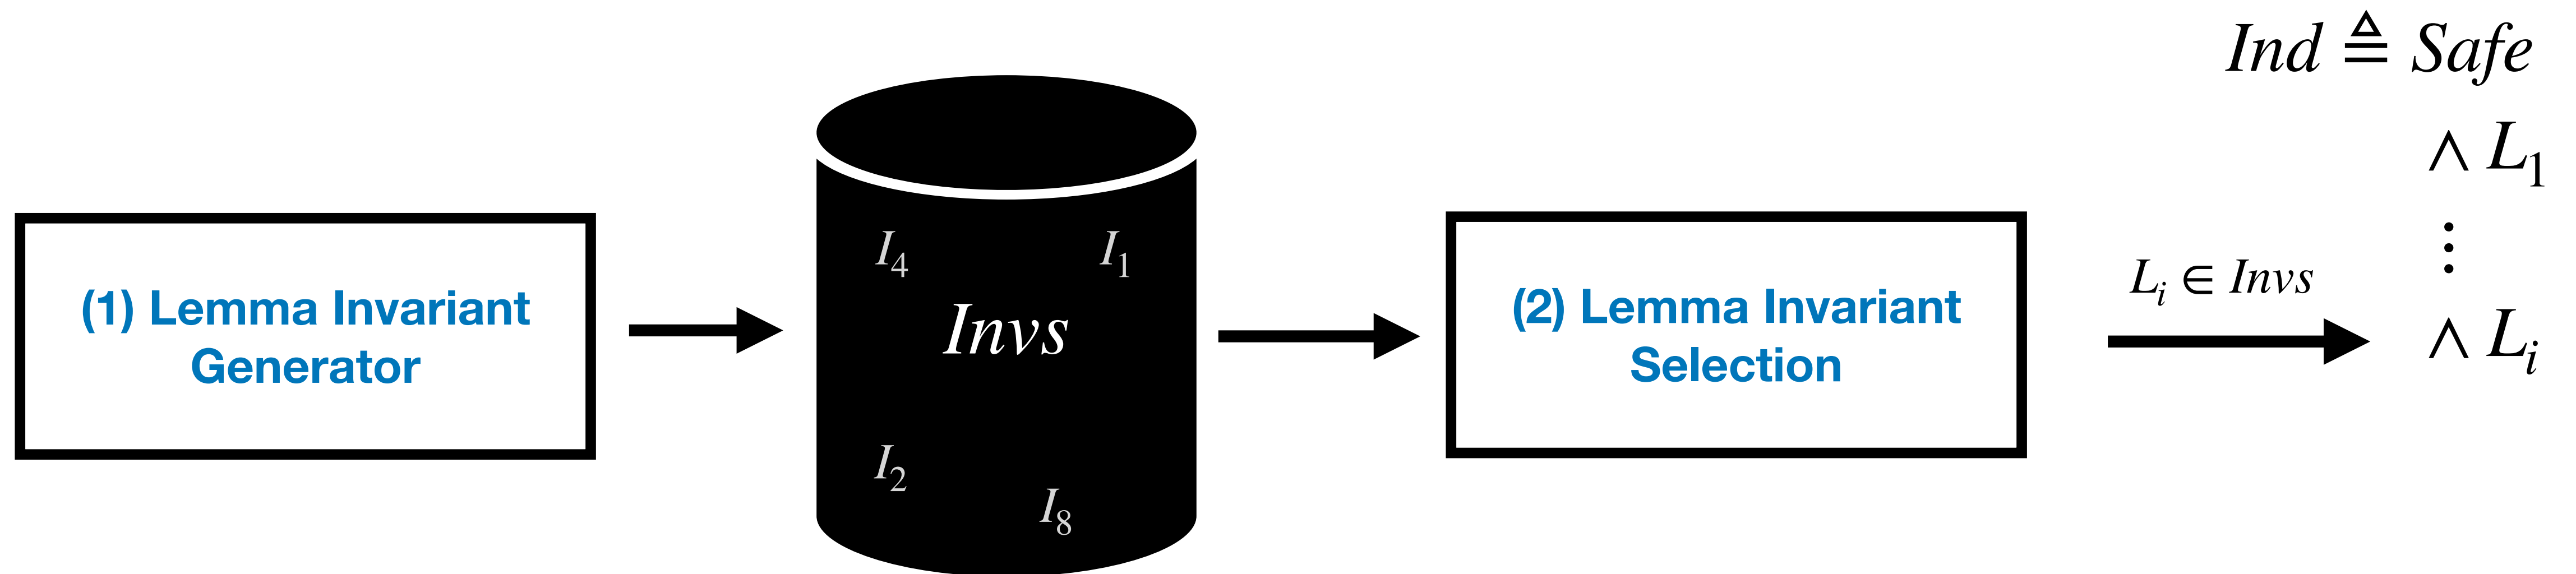 (1) Lemma Invariant
Generator
I₄
I₁
Invs
I₂
I₈
(2) Lemma Invariant
Selection
Lᵢ ∈ Invs
Ind ≜ Safe
∧ L₁
⋮
∧ Lᵢ